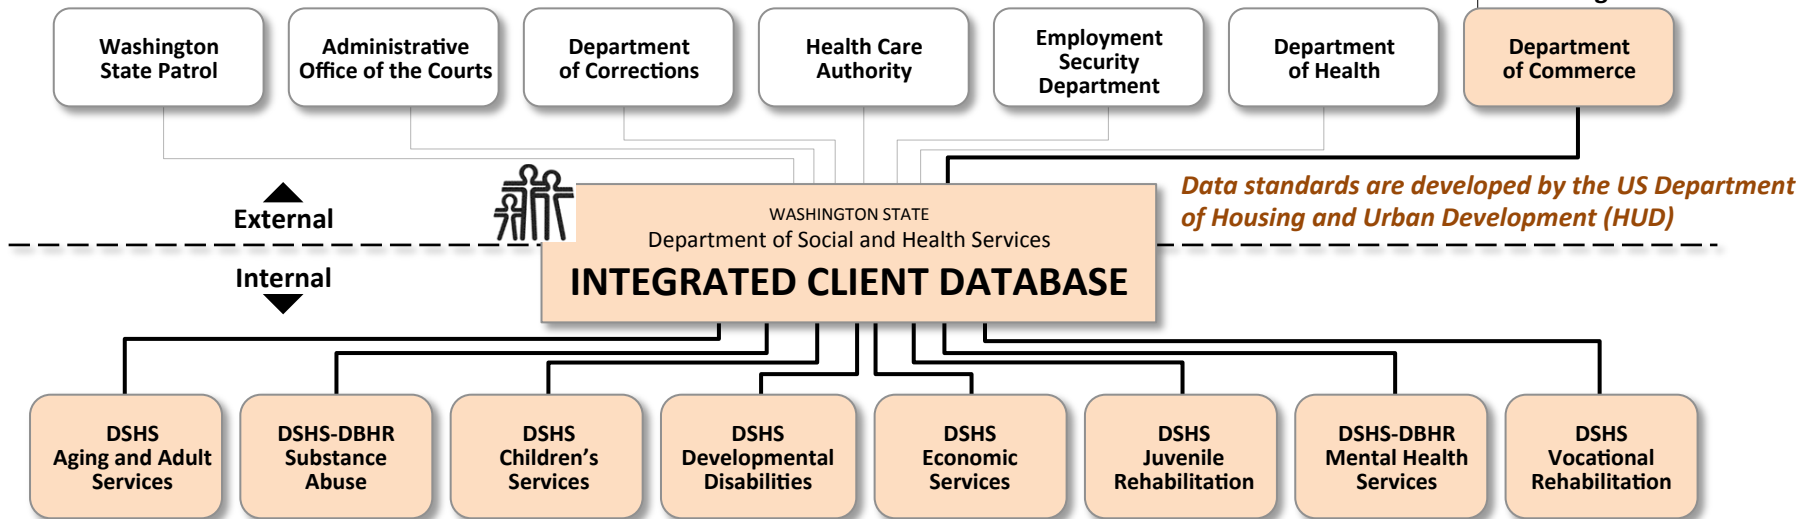 Washington
State Patrol
Administrative
Office of the Courts
Department
of Corrections
Health Care
Authority
Employment
Security
Department
Department
of Health
Department
of Commerce
External
Internal
WASHINGTON STATE
Department of Social and Health Services
INTEGRATED CLIENT DATABASE
Data standards are developed by the US Department
of Housing and Urban Development (HUD)
DSHS
Aging and Adult
Services
DSHS-DBHR
Substance
Abuse
DSHS
Children’s
Services
DSHS
Developmental
Disabilities
DSHS
Economic
Services
DSHS
Juvenile
Rehabilitation
DSHS-DBHR
Mental Health
Services
DSHS
Vocational
Rehabilitation